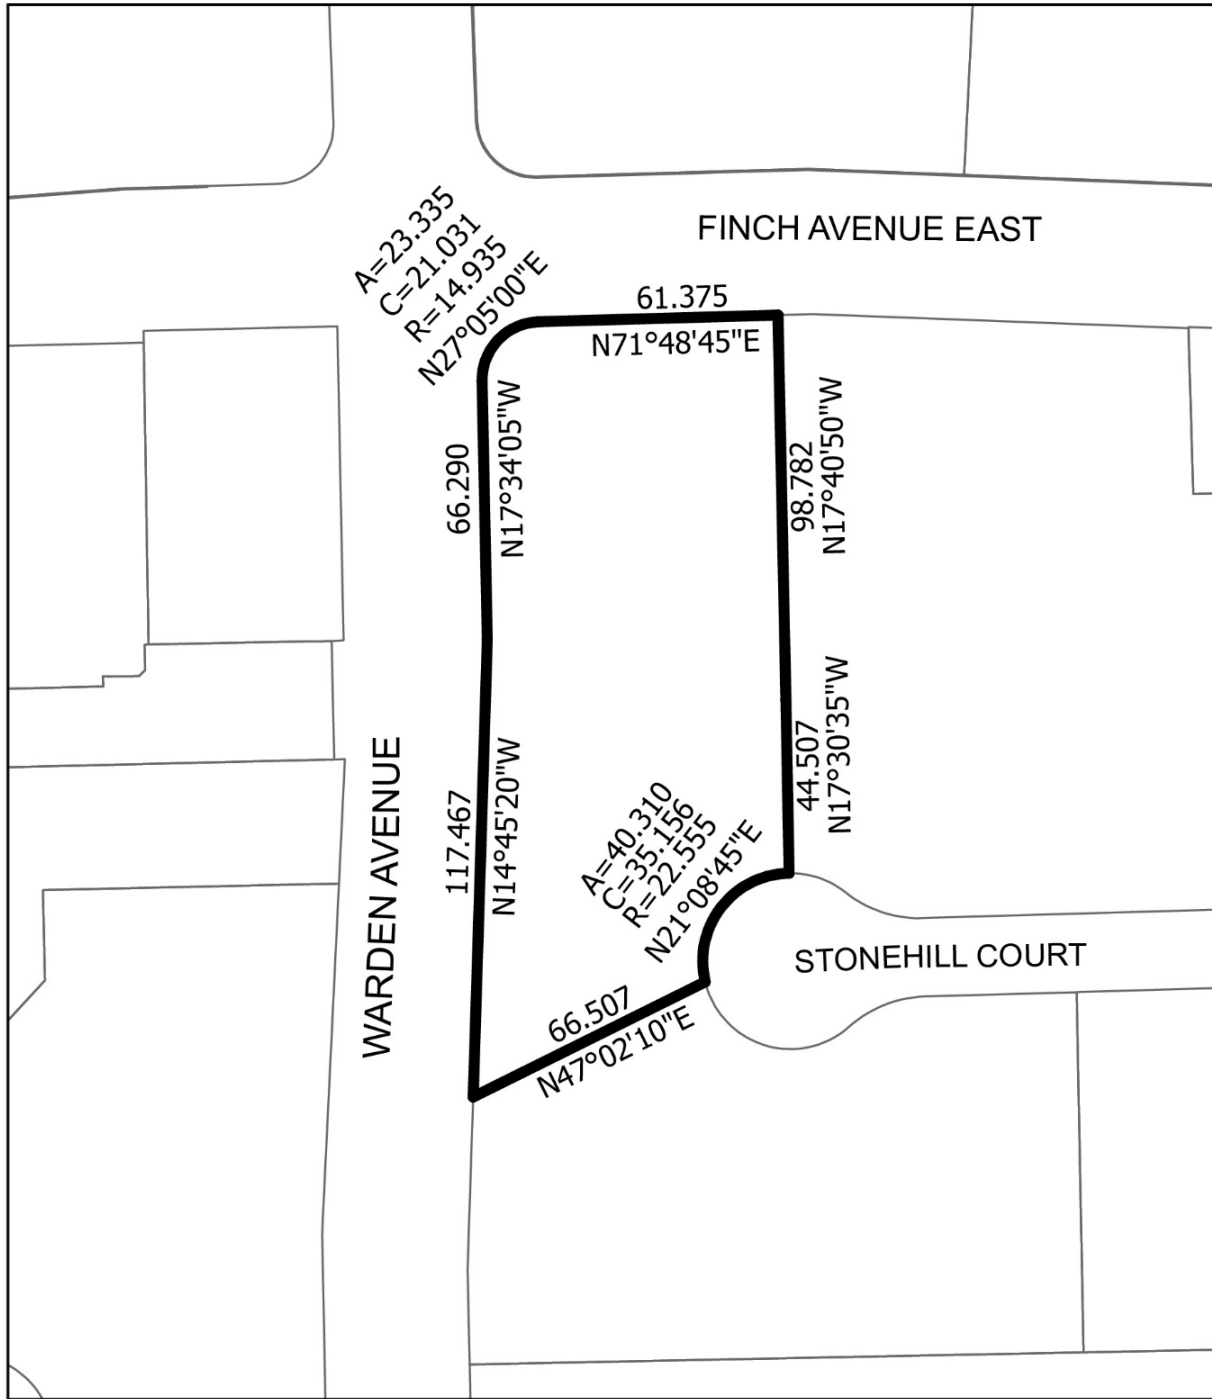 FINCH AVENUE EAST
A=23.335
C=21.031
R=14.935
N27°05'00"E
61.375
N71°48'45"E
66.290
N17°34'05"W
98.782
N17°40'50"W
44.507
N17°30'35"W
WARDEN AVENUE
117.467
N14°45'20"W
A=40.310
C=35.156
R=22.555
N21°08'45"E
STONEHILL COURT
66.507
N47°02'10"E